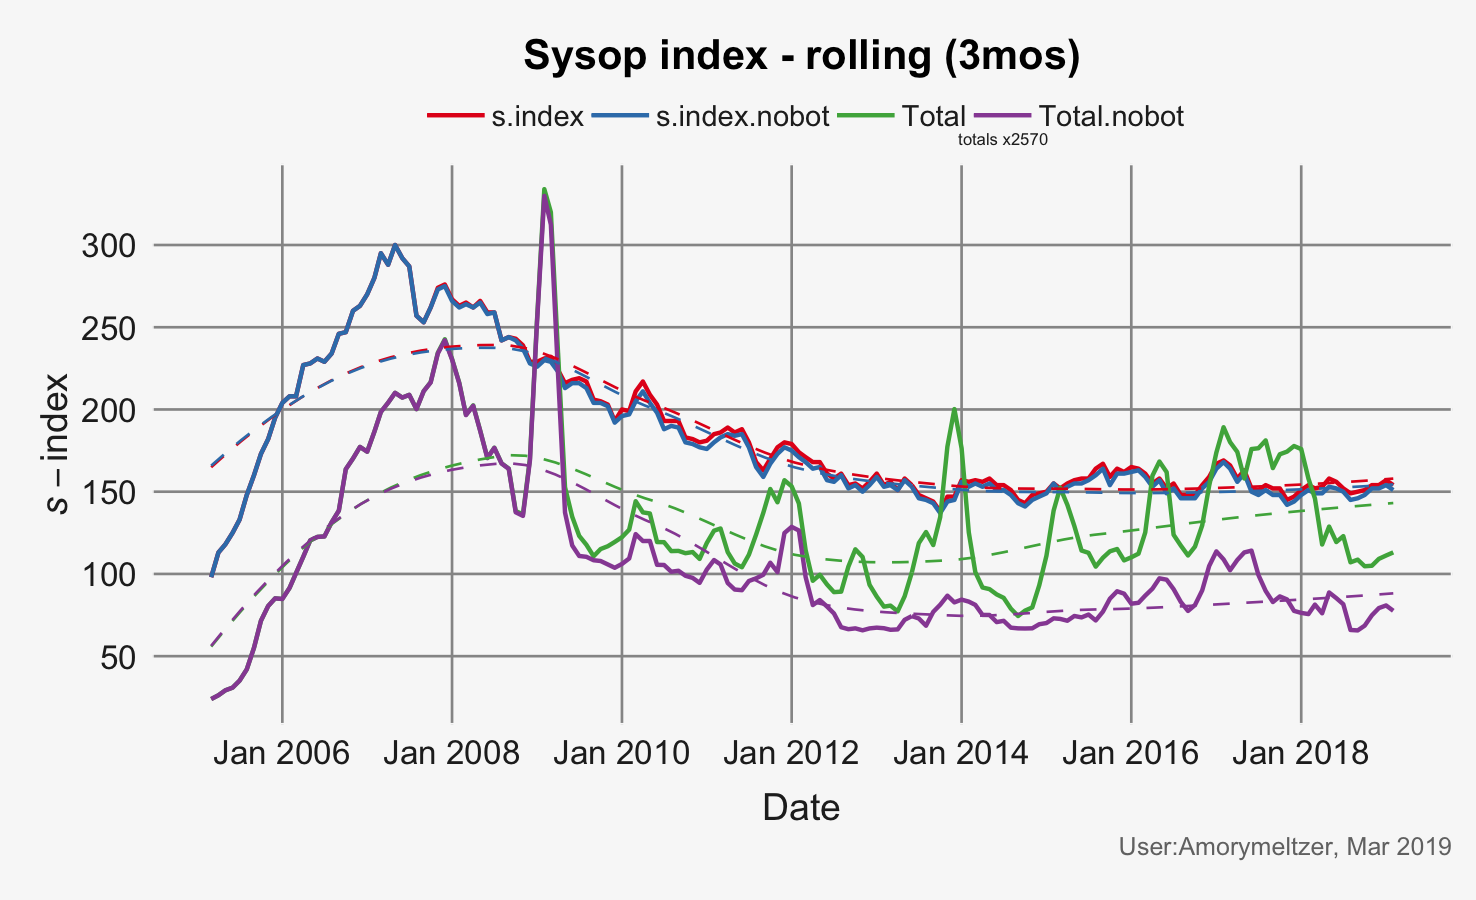 Sysop index - rolling (3mos)
s.index s.index.nobot Total Total.nobot
totals x2570
s – index
300
250
200
150
100
50
Jan 2006 Jan 2008 Jan 2010 Jan 2012 Jan 2014 Jan 2016 Jan 2018
Date
User:Amorymeltzer, Mar 2019